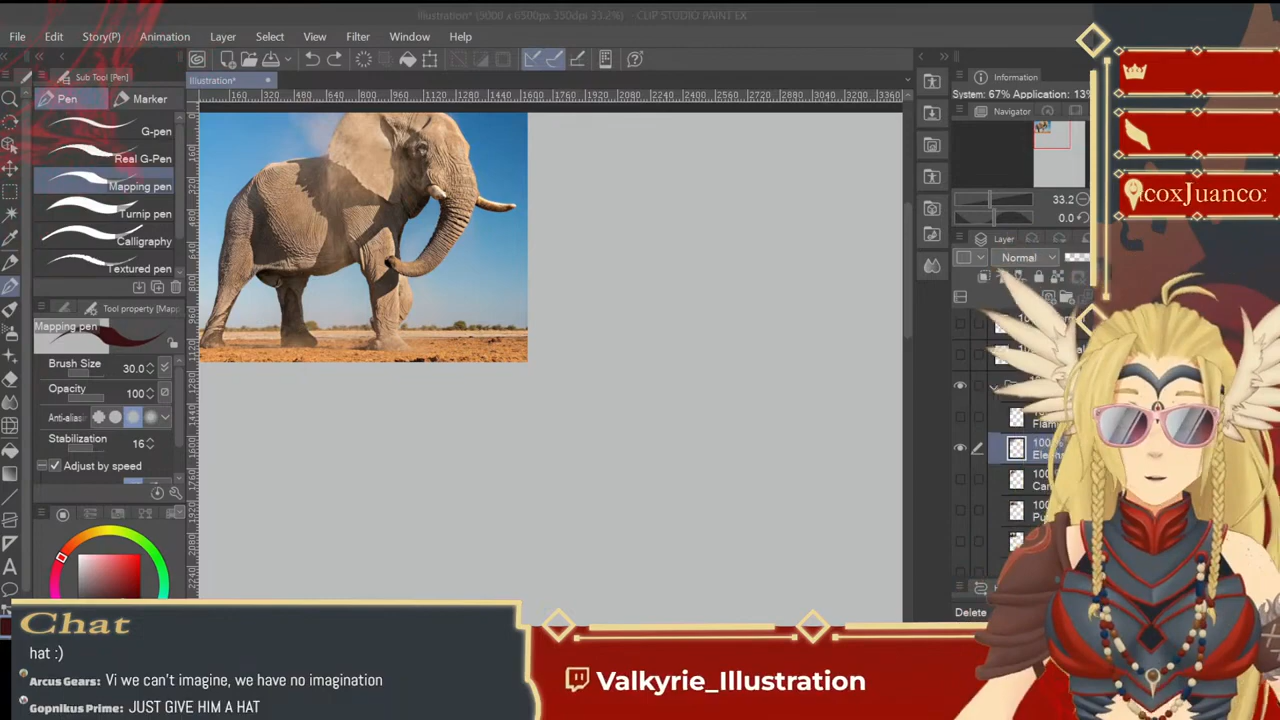 Illustration* (9000 x 6500px 350dpi 33.2%) - CLIP STUDIO PAINT EX
File Edit Story(P) Animation Layer Select View Filter Window Help
Sub Tool [Pen]
Illustration*
Information
Pen Marker
160 320 480 640 800 960 1120 1280 1440 1600 1760 1920 2080 2240 2400 2560 2720 2880 3040 3200 3360
System: 67% Application: 13%
Navigator
G-pen
Real G-Pen
Mapping pen
Turnip pen
Calligraphy
Textured pen
33.2
0.0
Layer
Normal
Tool property [Mapp
Mapping pen
Brush Size 30.0
Opacity 100
Anti-alias
Stabilization 16
Adjust by speed
coxJuancox
Delete
Chat
hat :)
Arcus Gears: Vi we can't imagine, we have no imagination
Gopnikus Prime: JUST GIVE HIM A HAT
Valkyrie_Illustration